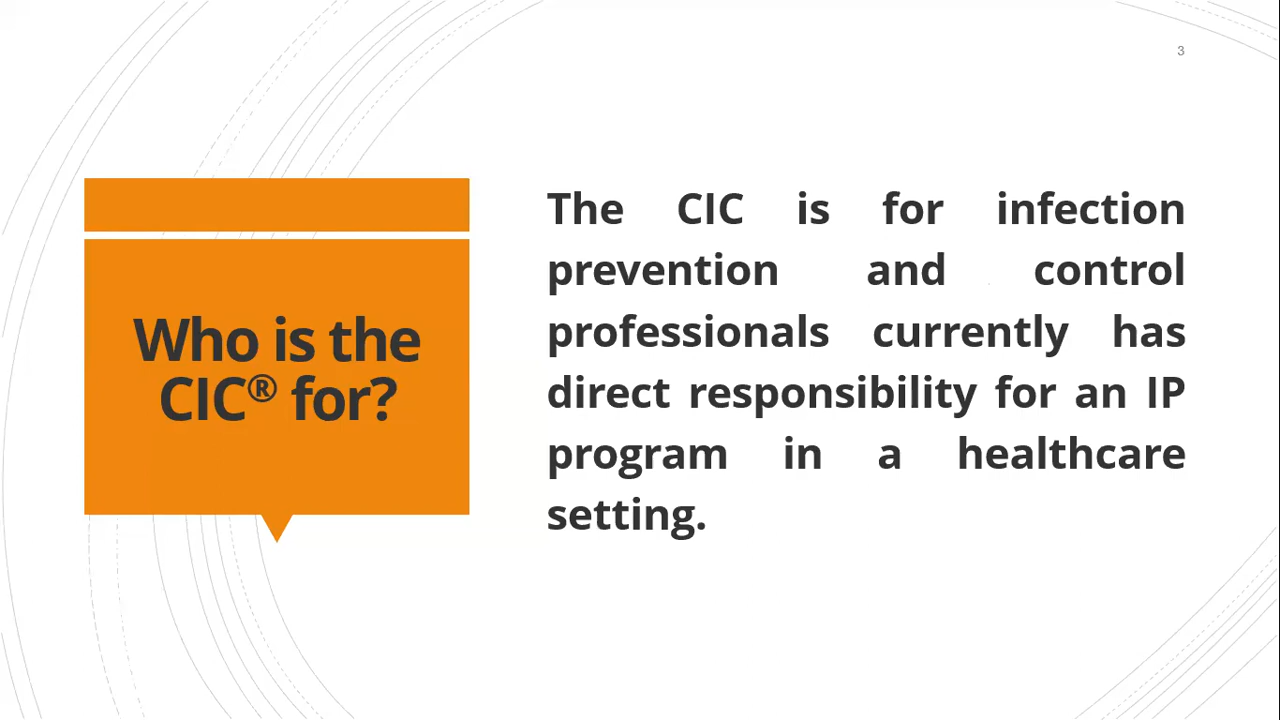 3
Who is the
CIC® for?
The CIC is for infection
prevention and control
professionals currently has
direct responsibility for an IP
program in a healthcare
setting.